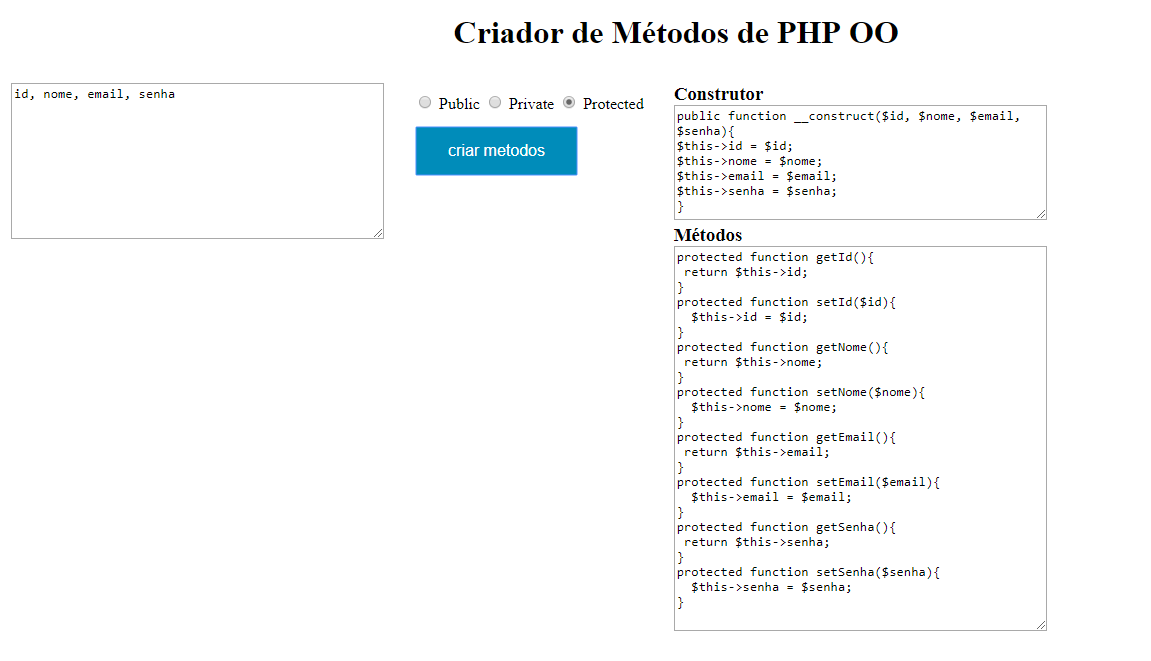 Criador de Métodos de PHP OO
id, nome, email, senha
Public Private Protected
criar metodos
Construtor
public function __construct($id, $nome, $email,
$senha){
$this->id = $id;
$this->nome = $nome;
$this->email = $email;
$this->senha = $senha;
}
Métodos
protected function getId(){
 return $this->id;
}
protected function setId($id){
  $this->id = $id;
}
protected function getNome(){
 return $this->nome;
}
protected function setNome($nome){
  $this->nome = $nome;
}
protected function getEmail(){
 return $this->email;
}
protected function setEmail($email){
  $this->email = $email;
}
protected function getSenha(){
 return $this->senha;
}
protected function setSenha($senha){
  $this->senha = $senha;
}